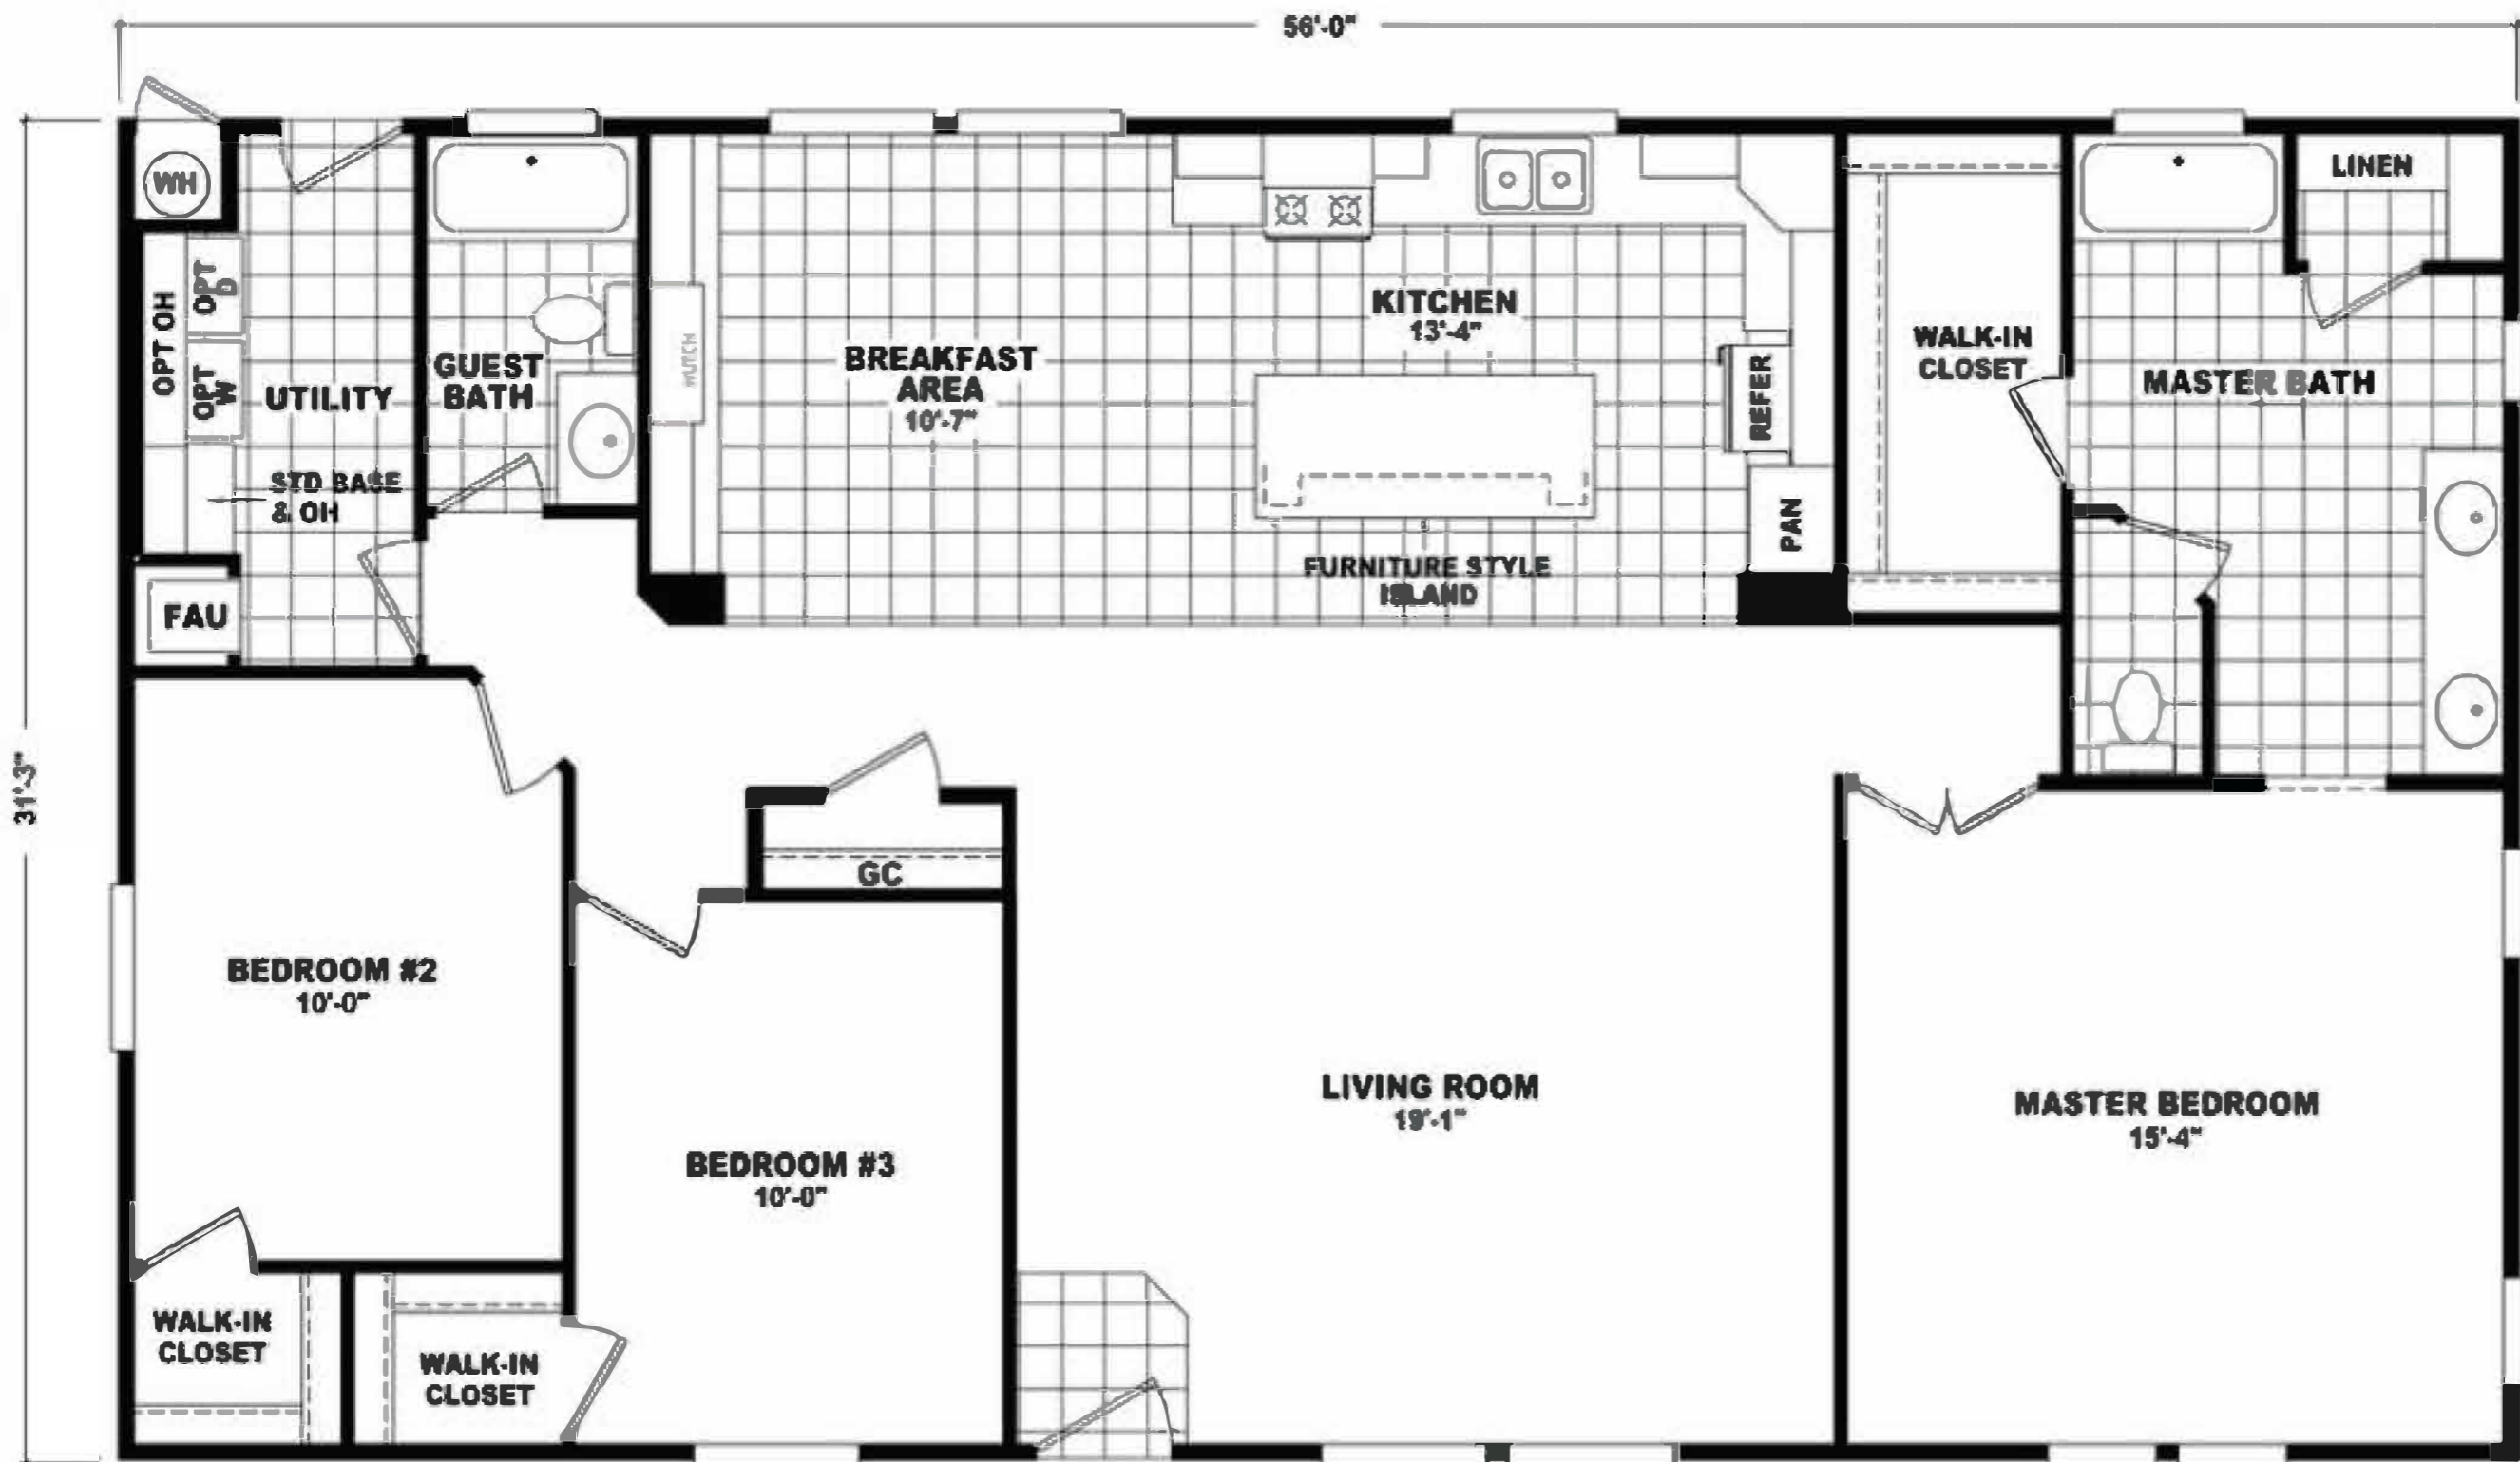 56'-0"
31'-3"
WH
OPT OH
OPT
D
OPT
W
UTILITY
STD BASE
& OH
FAU
GUEST
BATH
HUTCH
BREAKFAST
AREA
10'-7"
KITCHEN
13'-4"
REFER
PAN
FURNITURE STYLE
ISLAND
WALK-IN
CLOSET
LINEN
MASTER BATH
GC
BEDROOM #2
10'-0"
BEDROOM #3
10'-0"
LIVING ROOM
19'-1"
MASTER BEDROOM
15'-4"
WALK-IN
CLOSET
WALK-IN
CLOSET